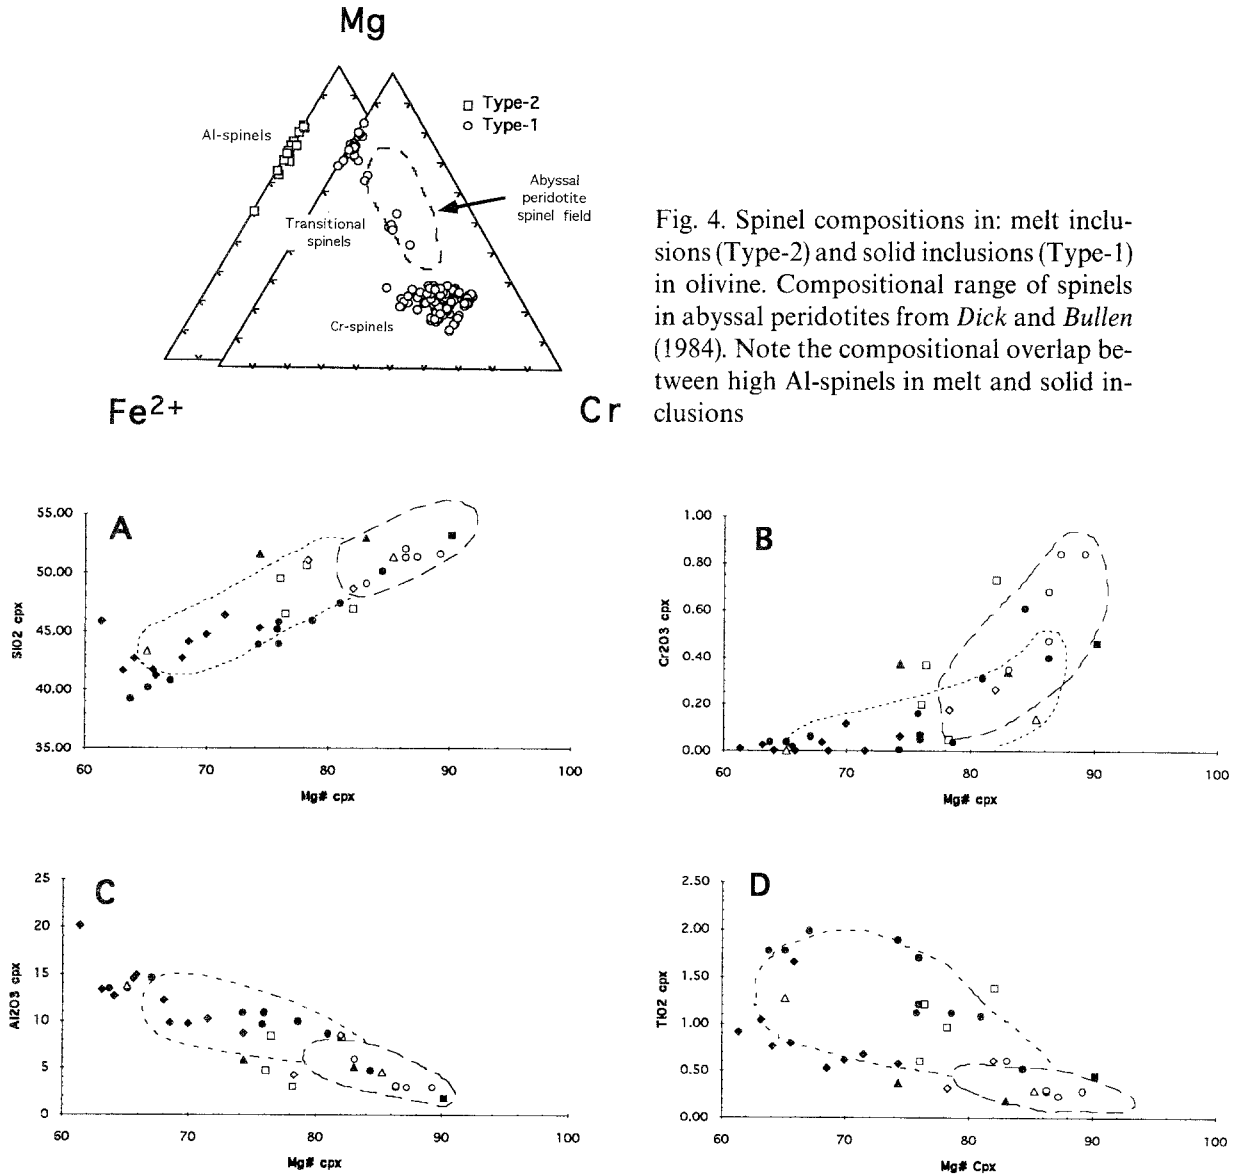 Mg
Type-2
Type-1
Al-spinels
Abyssal
peridotite
spinel field
Transitional
spinels
Cr-spinels
Fe2+
Cr
Fig. 4. Spinel compositions in: melt inclu-
sions (Type-2) and solid inclusions (Type-1)
in olivine. Compositional range of spinels
in abyssal peridotites from Dick and Bullen
(1984). Note the compositional overlap be-
tween high Al-spinels in melt and solid in-
clusions
A
55.00
50.00
45.00
40.00
35.00
SiO2 cpx
60 70 80 90 100
Mg# cpx
B
1.00
0.80
0.60
0.40
0.20
0.00
Cr2O3 cpx
60 70 80 90 100
Mg# cpx
C
25
20
15
10
5
0
Al2O3 cpx
60 70 80 90 100
Mg# cpx
D
2.50
2.00
1.50
1.00
0.50
0.00
TiO2 cpx
60 71 80 90 100
Mg# Cpx